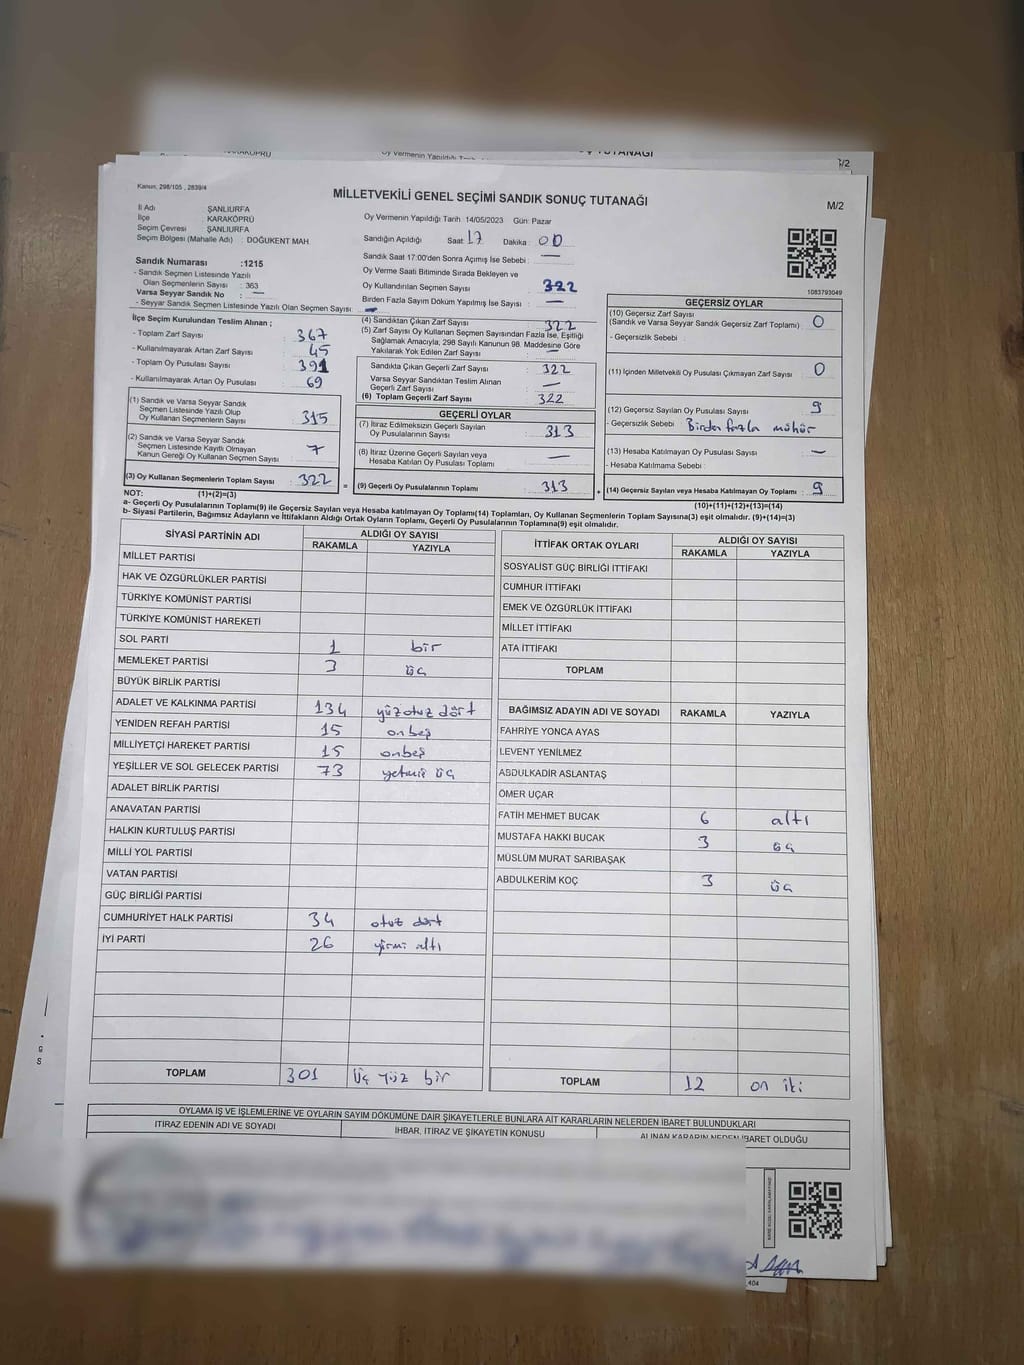 KARAKÖPRÜ
Oy Vermenin Yapıldığı T
TUTANAĞI
/2
Kanun, 298/105 , 2839/4
MİLLETVEKİLİ GENEL SEÇİMİ SANDIK SONUÇ TUTANAĞI
M/2
İl Adı ŞANLIURFA
İlçe KARAKÖPRÜ
Seçim Çevresi ŞANLIURFA
Seçim Bölgesi (Mahalle Adı) : DOĞUKENT MAH.
Sandık Numarası :1215
- Sandık Seçmen Listesinde Yazılı
Olan Seçmenlerin Sayısı : 363
Varsa Seyyar Sandık No : —
- Seyyar Sandık Seçmen Listesinde Yazılı Olan Seçmen Sayısı: —
Oy Vermenin Yapıldığı Tarih 14/05/2023 Gün: Pazar
Sandığın Açıldığı Saat 17 Dakika : 00
Sandık Saat 17:00'den Sonra Açımış İse Sebebi : —
Oy Verme Saati Bitiminde Sırada Bekleyen ve
Oy Kullandırılan Seçmen Sayısı : 322
Birden Fazla Sayım Döküm Yapılmış İse Sayısı : —
1083793049
İlçe Seçim Kurulundan Teslim Alınan ;
- Toplam Zarf Sayısı : 367
- Kullanılmayarak Artan Zarf Sayısı : 45
- Toplam Oy Pusulası Sayısı : 391
- Kullanılmayarak Artan Oy Pusulası : 69
(1) Sandık ve Varsa Seyyar Sandık
Seçmen Listesinde Yazılı Olup
Oy Kullanan Seçmenlerin Sayısı : 315
(2) Sandık ve Varsa Seyyar Sandık
Seçmen Listesinde Kayıtlı Olmayan
Kanun Gereği Oy Kullanan Seçmen Sayısı : 7
(3) Oy Kullanan Seçmenlerin Toplam Sayısı : 322
(4) Sandıktan Çıkan Zarf Sayısı : 322
(5) Zarf Sayısı Oy Kullanan Seçmen Sayısından Fazla İse, Eşitliği
Sağlamak Amacıyla, 298 Sayılı Kanunun 98. Maddesine Göre
Yakılarak Yok Edilen Zarf Sayısı : —
Sandıkta Çıkan Geçerli Zarf Sayısı : 322
Varsa Seyyar Sandıktan Teslim Alınan
Geçerli Zarf Sayısı : —
(6) Toplam Geçerli Zarf Sayısı : 322
GEÇERLİ OYLAR
(7) İtiraz Edilmeksizin Geçerli Sayılan
Oy Pusulalarının Sayısı : 313
(8) İtiraz Üzerine Geçerli Sayılan veya
Hesaba Katılan Oy Pusulası Toplamı : —
= (9) Geçerli Oy Pusulalarının Toplamı : 313 +
GEÇERSİZ OYLAR
(10) Geçersiz Zarf Sayısı
(Sandık ve Varsa Seyyar Sandık Geçersiz Zarf Toplamı) : 0
- Geçersizlik Sebebi :
(11) İçinden Milletvekili Oy Pusulası Çıkmayan Zarf Sayısı : 0
(12) Geçersiz Sayılan Oy Pusulası Sayısı : 9
- Geçersizlik Sebebi : Birden fazla mühür
(13) Hesaba Katılmayan Oy Pusulası Sayısı : —
- Hesaba Katılmama Sebebi :
(14) Geçersiz Sayılan veya Hesaba Katılmayan Oy Toplamı : 9
NOT: (1)+(2)=(3)
(10)+(11)+(12)+(13)=(14)
a- Geçerli Oy Pusulalarının Toplamı(9) ile Geçersiz Sayılan veya Hesaba katılmayan Oy Toplamı(14) Toplamları, Oy Kullanan Seçmenlerin Toplam Sayısına(3) eşit olmalıdır. (9)+(14)=(3)
b- Siyasi Partilerin, Bağımsız Adayların ve İttifakların Aldığı Ortak Oyların Toplamı, Geçerli Oy Pusulalarının Toplamına(9) eşit olmalıdır.
SİYASİ PARTİNİN ADI ALDIĞI OY SAYISI
RAKAMLA YAZIYLA
MİLLET PARTİSİ
HAK VE ÖZGÜRLÜKLER PARTİSİ
TÜRKİYE KOMÜNİST PARTİSİ
TÜRKİYE KOMÜNİST HAREKETİ
SOL PARTİ 1 bir
MEMLEKET PARTİSİ 3 üç
BÜYÜK BİRLİK PARTİSİ
ADALET VE KALKINMA PARTİSİ 134 yüzotuz dört
YENİDEN REFAH PARTİSİ 15 onbeş
MİLLİYETÇİ HAREKET PARTİSİ 15 onbeş
YEŞİLLER VE SOL GELECEK PARTİSİ 73 yetmiş üç
ADALET BİRLİK PARTİSİ
ANAVATAN PARTİSİ
HALKIN KURTULUŞ PARTİSİ
MİLLİ YOL PARTİSİ
VATAN PARTİSİ
GÜÇ BİRLİĞİ PARTİSİ
CUMHURİYET HALK PARTİSİ 34 otuz dört
İYİ PARTİ 26 yirmi altı
TOPLAM 301 Üç Yüz bir
İTTİFAK ORTAK OYLARI ALDIĞI OY SAYISI
RAKAMLA YAZIYLA
SOSYALİST GÜÇ BİRLİĞİ İTTİFAKI
CUMHUR İTTİFAKI
EMEK VE ÖZGÜRLÜK İTTİFAKI
MİLLET İTTİFAKI
ATA İTTİFAKI
TOPLAM
BAĞIMSIZ ADAYIN ADI VE SOYADI RAKAMLA YAZIYLA
FAHRİYE YONCA AYAS
LEVENT YENİLMEZ
ABDULKADİR ASLANTAŞ
ÖMER UÇAR
FATİH MEHMET BUCAK 6 altı
MUSTAFA HAKKI BUCAK 3 üç
MÜSLÜM MURAT SARIBAŞAK
ABDULKERİM KOÇ 3 üç
TOPLAM 12 on iki
OYLAMA İŞ VE İŞLEMLERİNE VE OYLARIN SAYIM DÖKÜMÜNE DAİR ŞİKAYETLERLE BUNLARA AİT KARARLARIN NELERDEN İBARET BULUNDUKLARI
İTİRAZ EDENİN ADI VE SOYADI İHBAR, İTİRAZ VE ŞİKAYETİN KONUSU ALINAN KARARIN NEDEN İBARET OLDUĞU
404